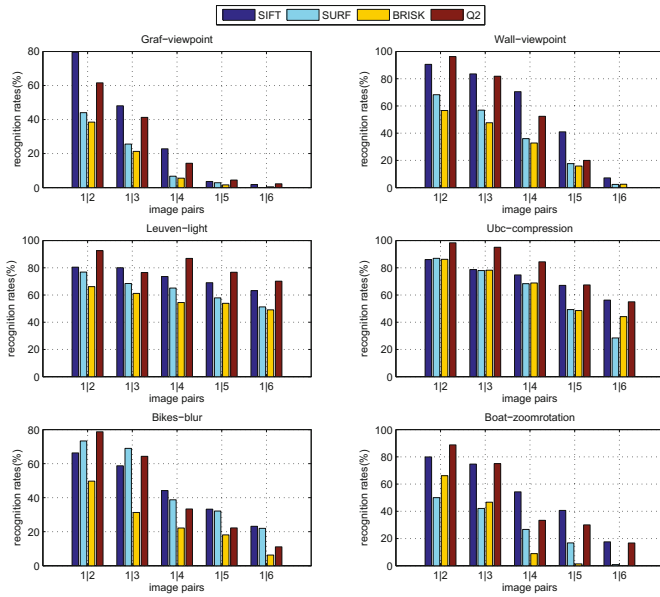 SIFT SURF BRISK Q2
Graf−viewpoint
80
60
40
20
0
recognition rates(%)
1|2 1|3 1|4 1|5 1|6
image pairs
Wall−viewpoint
100
80
60
40
20
0
recognition rates(%)
1|2 1|3 1|4 1|5 1|6
image pairs
Leuven−light
100
80
60
40
20
0
recognition rates(%)
1|2 1|3 1|4 1|5 1|6
image pairs
Ubc−compression
100
80
60
40
20
0
recognition rates(%)
1|2 1|3 1|4 1|5 1|6
image pairs
Bikes−blur
80
60
40
20
0
recognition rates(%)
1|2 1|3 1|4 1|5 1|6
image pairs
Boat−zoomrotation
100
80
60
40
20
0
recognition rates(%)
1|2 1|3 1|4 1|5 1|6
image pairs